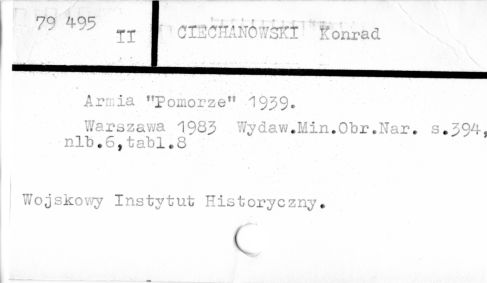 79 495
II
CIECHANOWSKI Konrad
Armia "Pomorze" 1939.
Warszawa 1983 Wydaw.Min.Obr.Nar. s.394,
nlb.6,tabl.8
Wojskowy Instytut Historyczny.